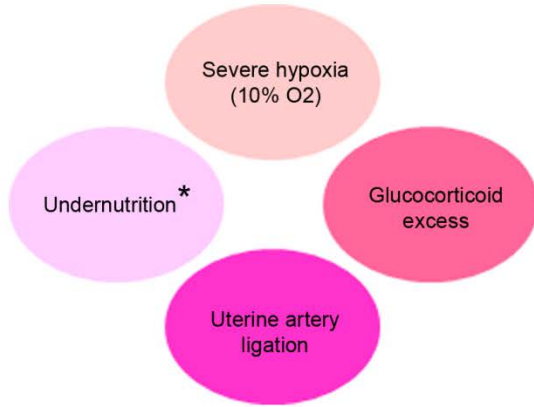 Severe hypoxia
(10% O2)
Undernutrition*
Glucocorticoid
excess
Uterine artery
ligation